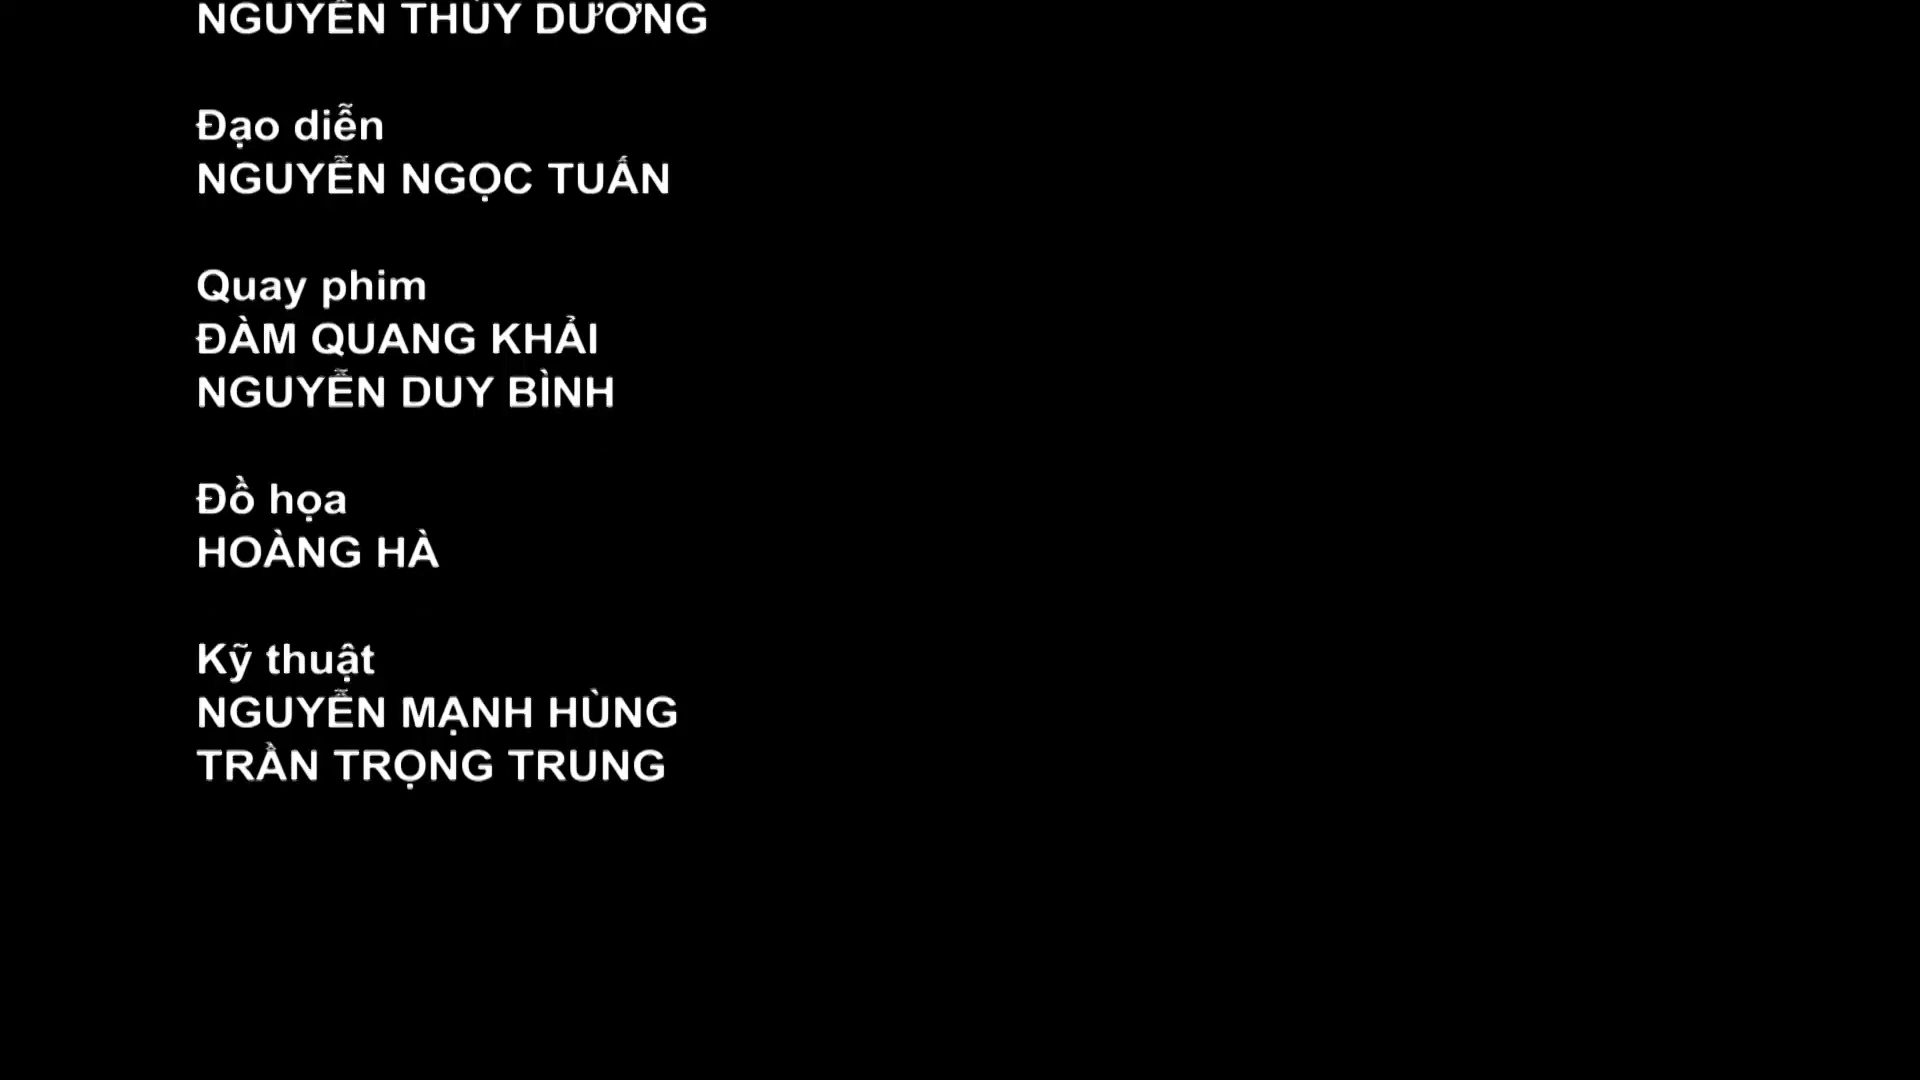 NGUYỄN THÙY DƯƠNG
Đạo diễn
NGUYỄN NGỌC TUẤN
Quay phim
ĐÀM QUANG KHẢI
NGUYỄN DUY BÌNH
Đồ họa
HOÀNG HÀ
Kỹ thuật
NGUYỄN MẠNH HÙNG
TRẦN TRỌNG TRUNG